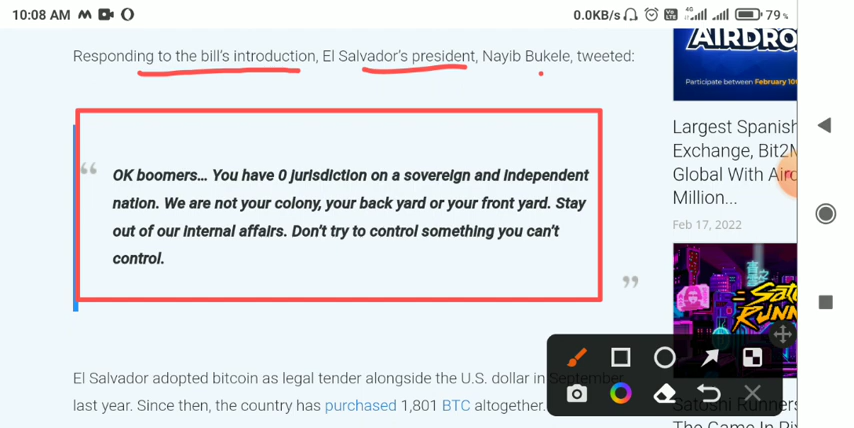 10:08 AM
0.0KB/s
4G
79%
AIRDRO
Participate between February 10
Responding to the bill's introduction, El Salvador's president, Nayib Bukele, tweeted:
“
OK boomers... You have 0 jurisdiction on a sovereign and independent
nation. We are not your colony, your back yard or your front yard. Stay
out of our internal affairs. Don't try to control something you can't
control.
”
El Salvador adopted bitcoin as legal tender alongside the U.S. dollar in September
last year. Since then, the country has purchased 1,801 BTC altogether.
Largest Spanish
Exchange, Bit2M
Global With Aird
Million...
Feb 17, 2022
Satoshi Runners
The Game In